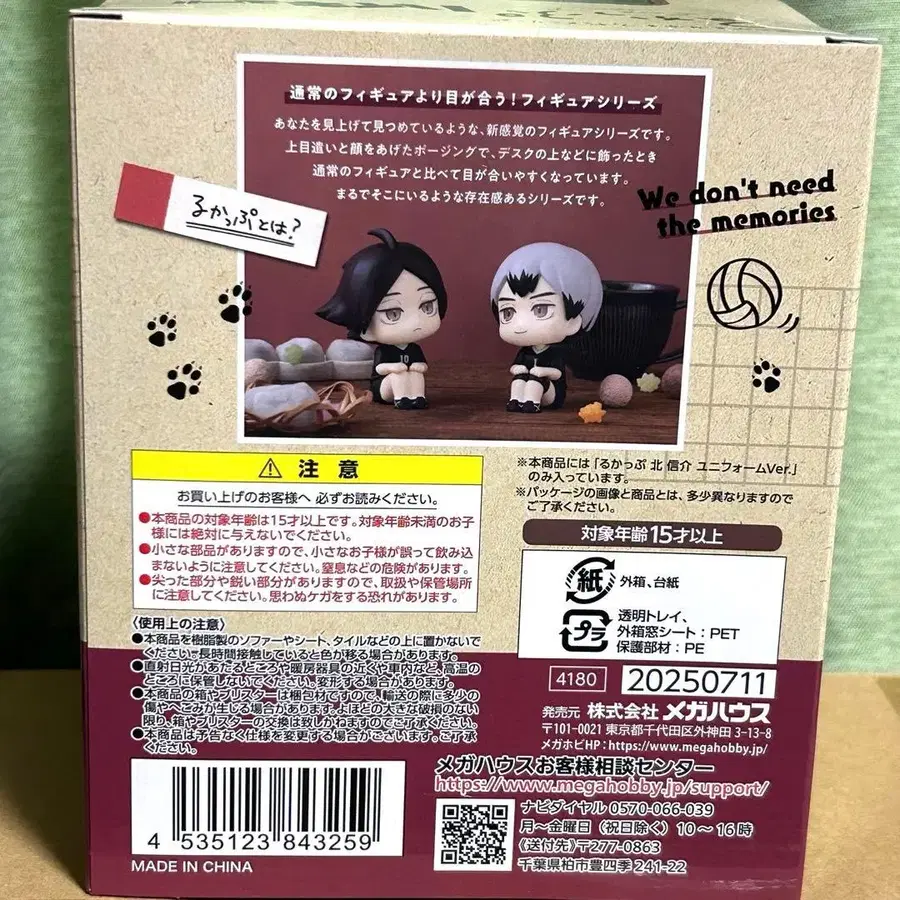 通常のフィギュアより目が合う!フィギュアシリーズ
あなたを見上げて見つめているような、新感覚のフィギュアシリーズです。
上目遣いと顔をあげたポージングで、デスクの上などに飾ったとき
通常のフィギュアと比べて目が合いやすくなっています。
まるでそこにいるような存在感あるシリーズです。
るかっぷとは?
We don't need
the memories
10
1
⚠ 注意
お買い上げのお客様へ 必ずお読みください。
●本商品の対象年齢は15才以上です。対象年齢未満のお子
様には絶対に与えないでください。
●小さな部品がありますので、小さなお子様が誤って飲み込
まないように注意してください。窒息などの危険があります。
●尖った部分や鋭い部分がありますので、取扱や保管場所
に注意してください。思わぬケガをする恐れがあります。
〈使用上の注意〉
●本商品を樹脂製のソファーやシート、タイルなどの上に置かないで
ください。長時間接触していると色が移る場合があります。
●直射日光があたるところや暖房器具の近くや車内など、高温の
ところに保管しないでください。変形する場合があります。
●本商品の箱やブリスターは梱包材ですので、輸送の際に多少の
傷やへこみが生じる場合があります。よほどの大きな破損のない
限り、箱やブリスターの交換は致しかねますのでご了承ください。
●本商品は予告なく仕様を変更する場合がございます。ご了承
ください。
※本商品には「るかっぷ 北 信介 ユニフォームVer.」
のみ入っています。
※パッケージの画像と商品とは、多少異なりますので
ご了承ください。
対象年齢15才以上
紙 外箱、台紙
プラ 透明トレイ、
外箱窓シート:PET
保護部材:PE
4180 20250711
発売元 株式会社 メガハウス
〒101-0021 東京都千代田区外神田 3-13-8
メガホビHP:https://www.megahobby.jp/
メガハウスお客様相談センター
https://www.megahobby.jp/support/
ナビダイヤル 0570-066-039
月〜金曜日(祝日除く)10〜16時
《送付先》〒277-0863
千葉県柏市豊四季 241-22
4 535123 843259
MADE IN CHINA